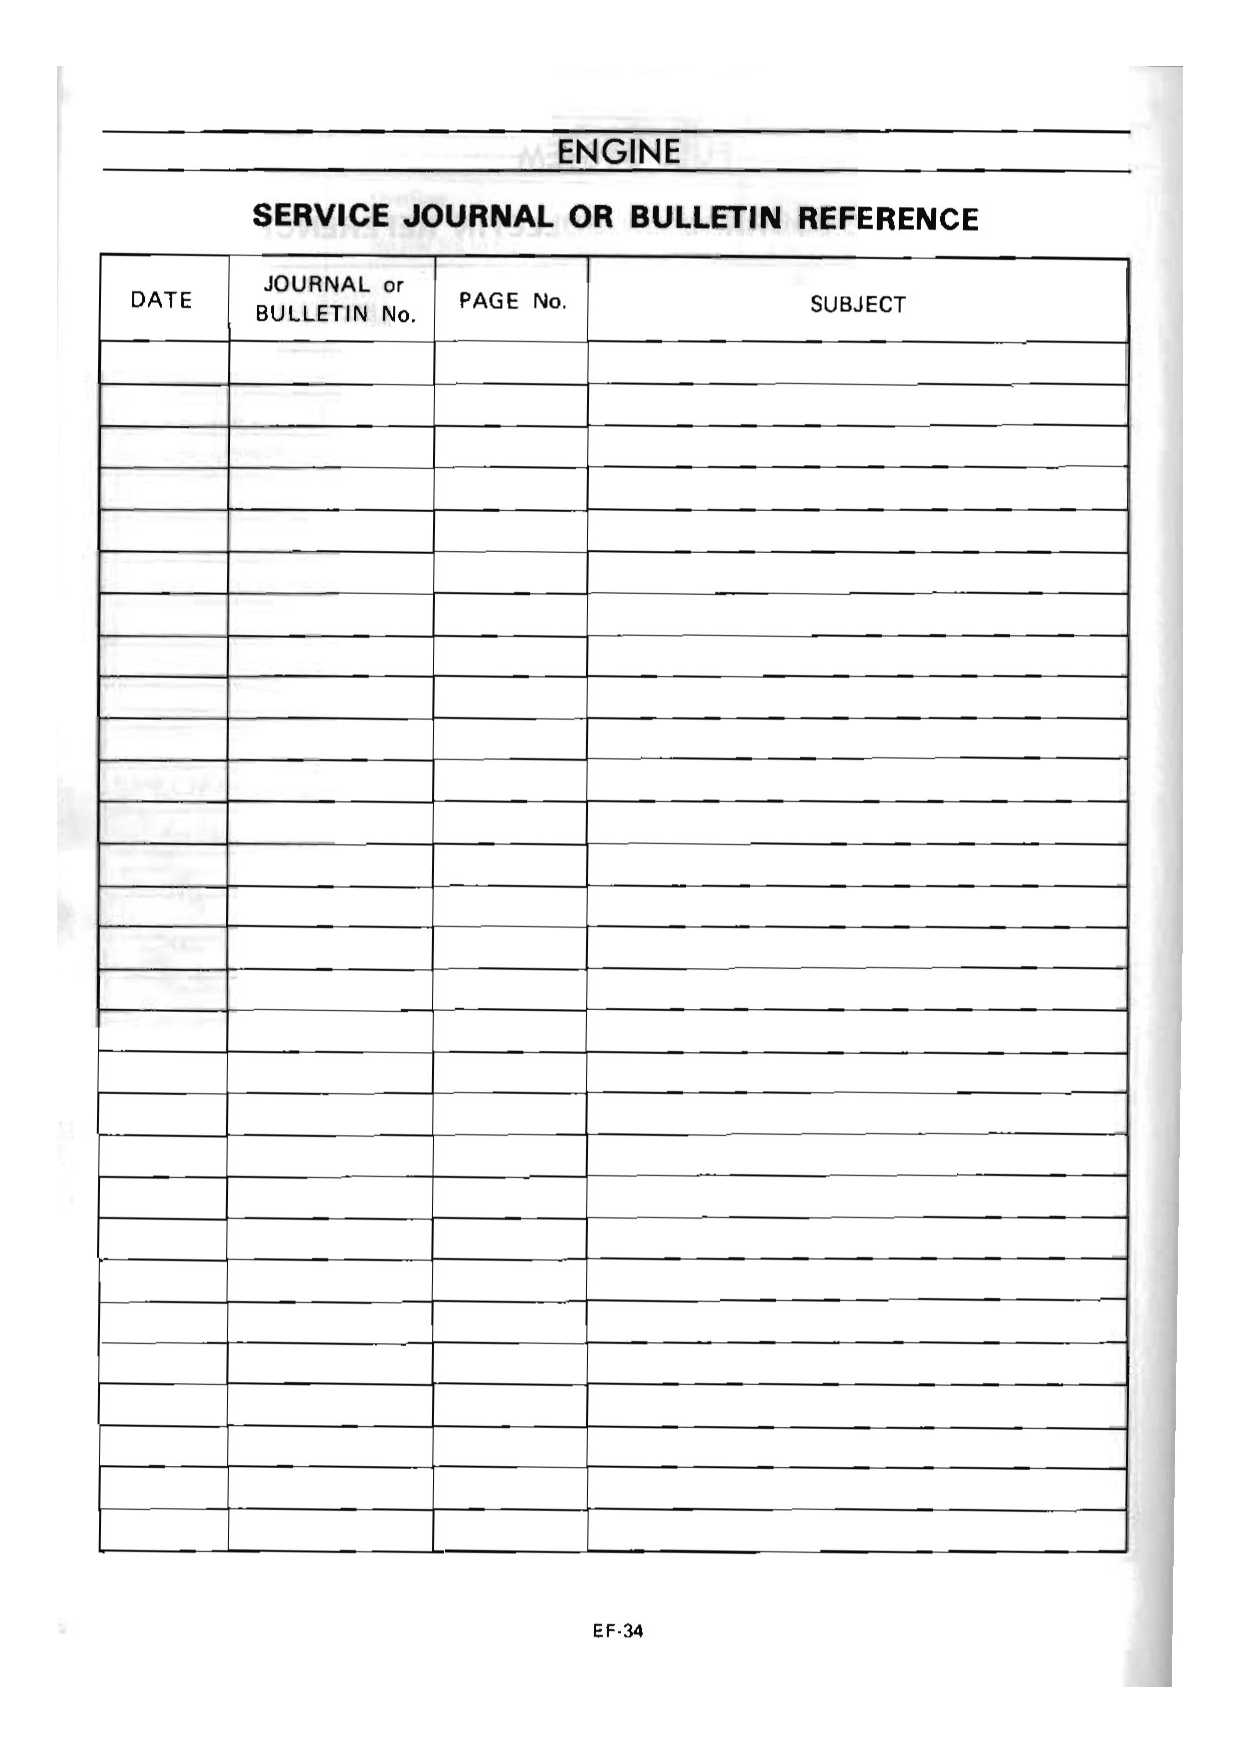 ENGINE
SERVICE JOURNAL OR BULLETIN REFERENCE
DATE
JOURNAL or
BULLETIN No.
PAGE No.
SUBJECT
EF-34